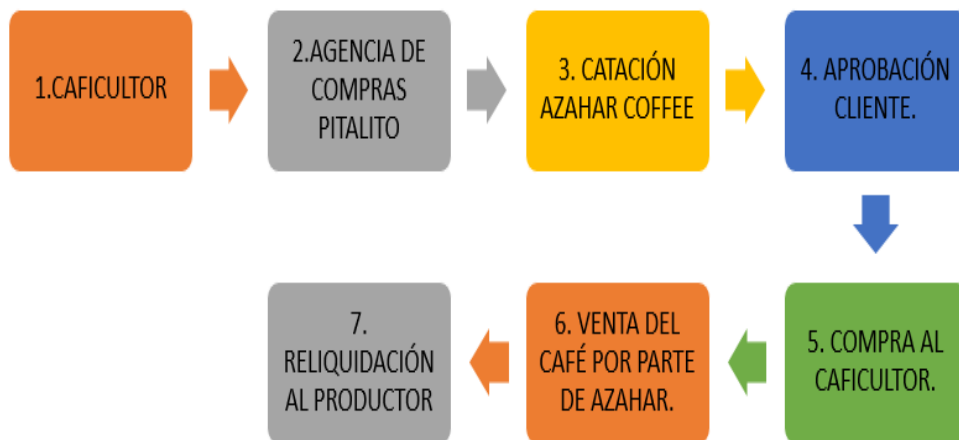 1.CAFICULTOR
2.AGENCIA DE
COMPRAS
PITALITO
3. CATACIÓN
AZAHAR COFFEE
4. APROBACIÓN
CLIENTE.
5. COMPRA AL
CAFICULTOR.
6. VENTA DEL
CAFÉ POR PARTE
DE AZAHAR.
7.
RELIQUIDACIÓN
AL PRODUCTOR